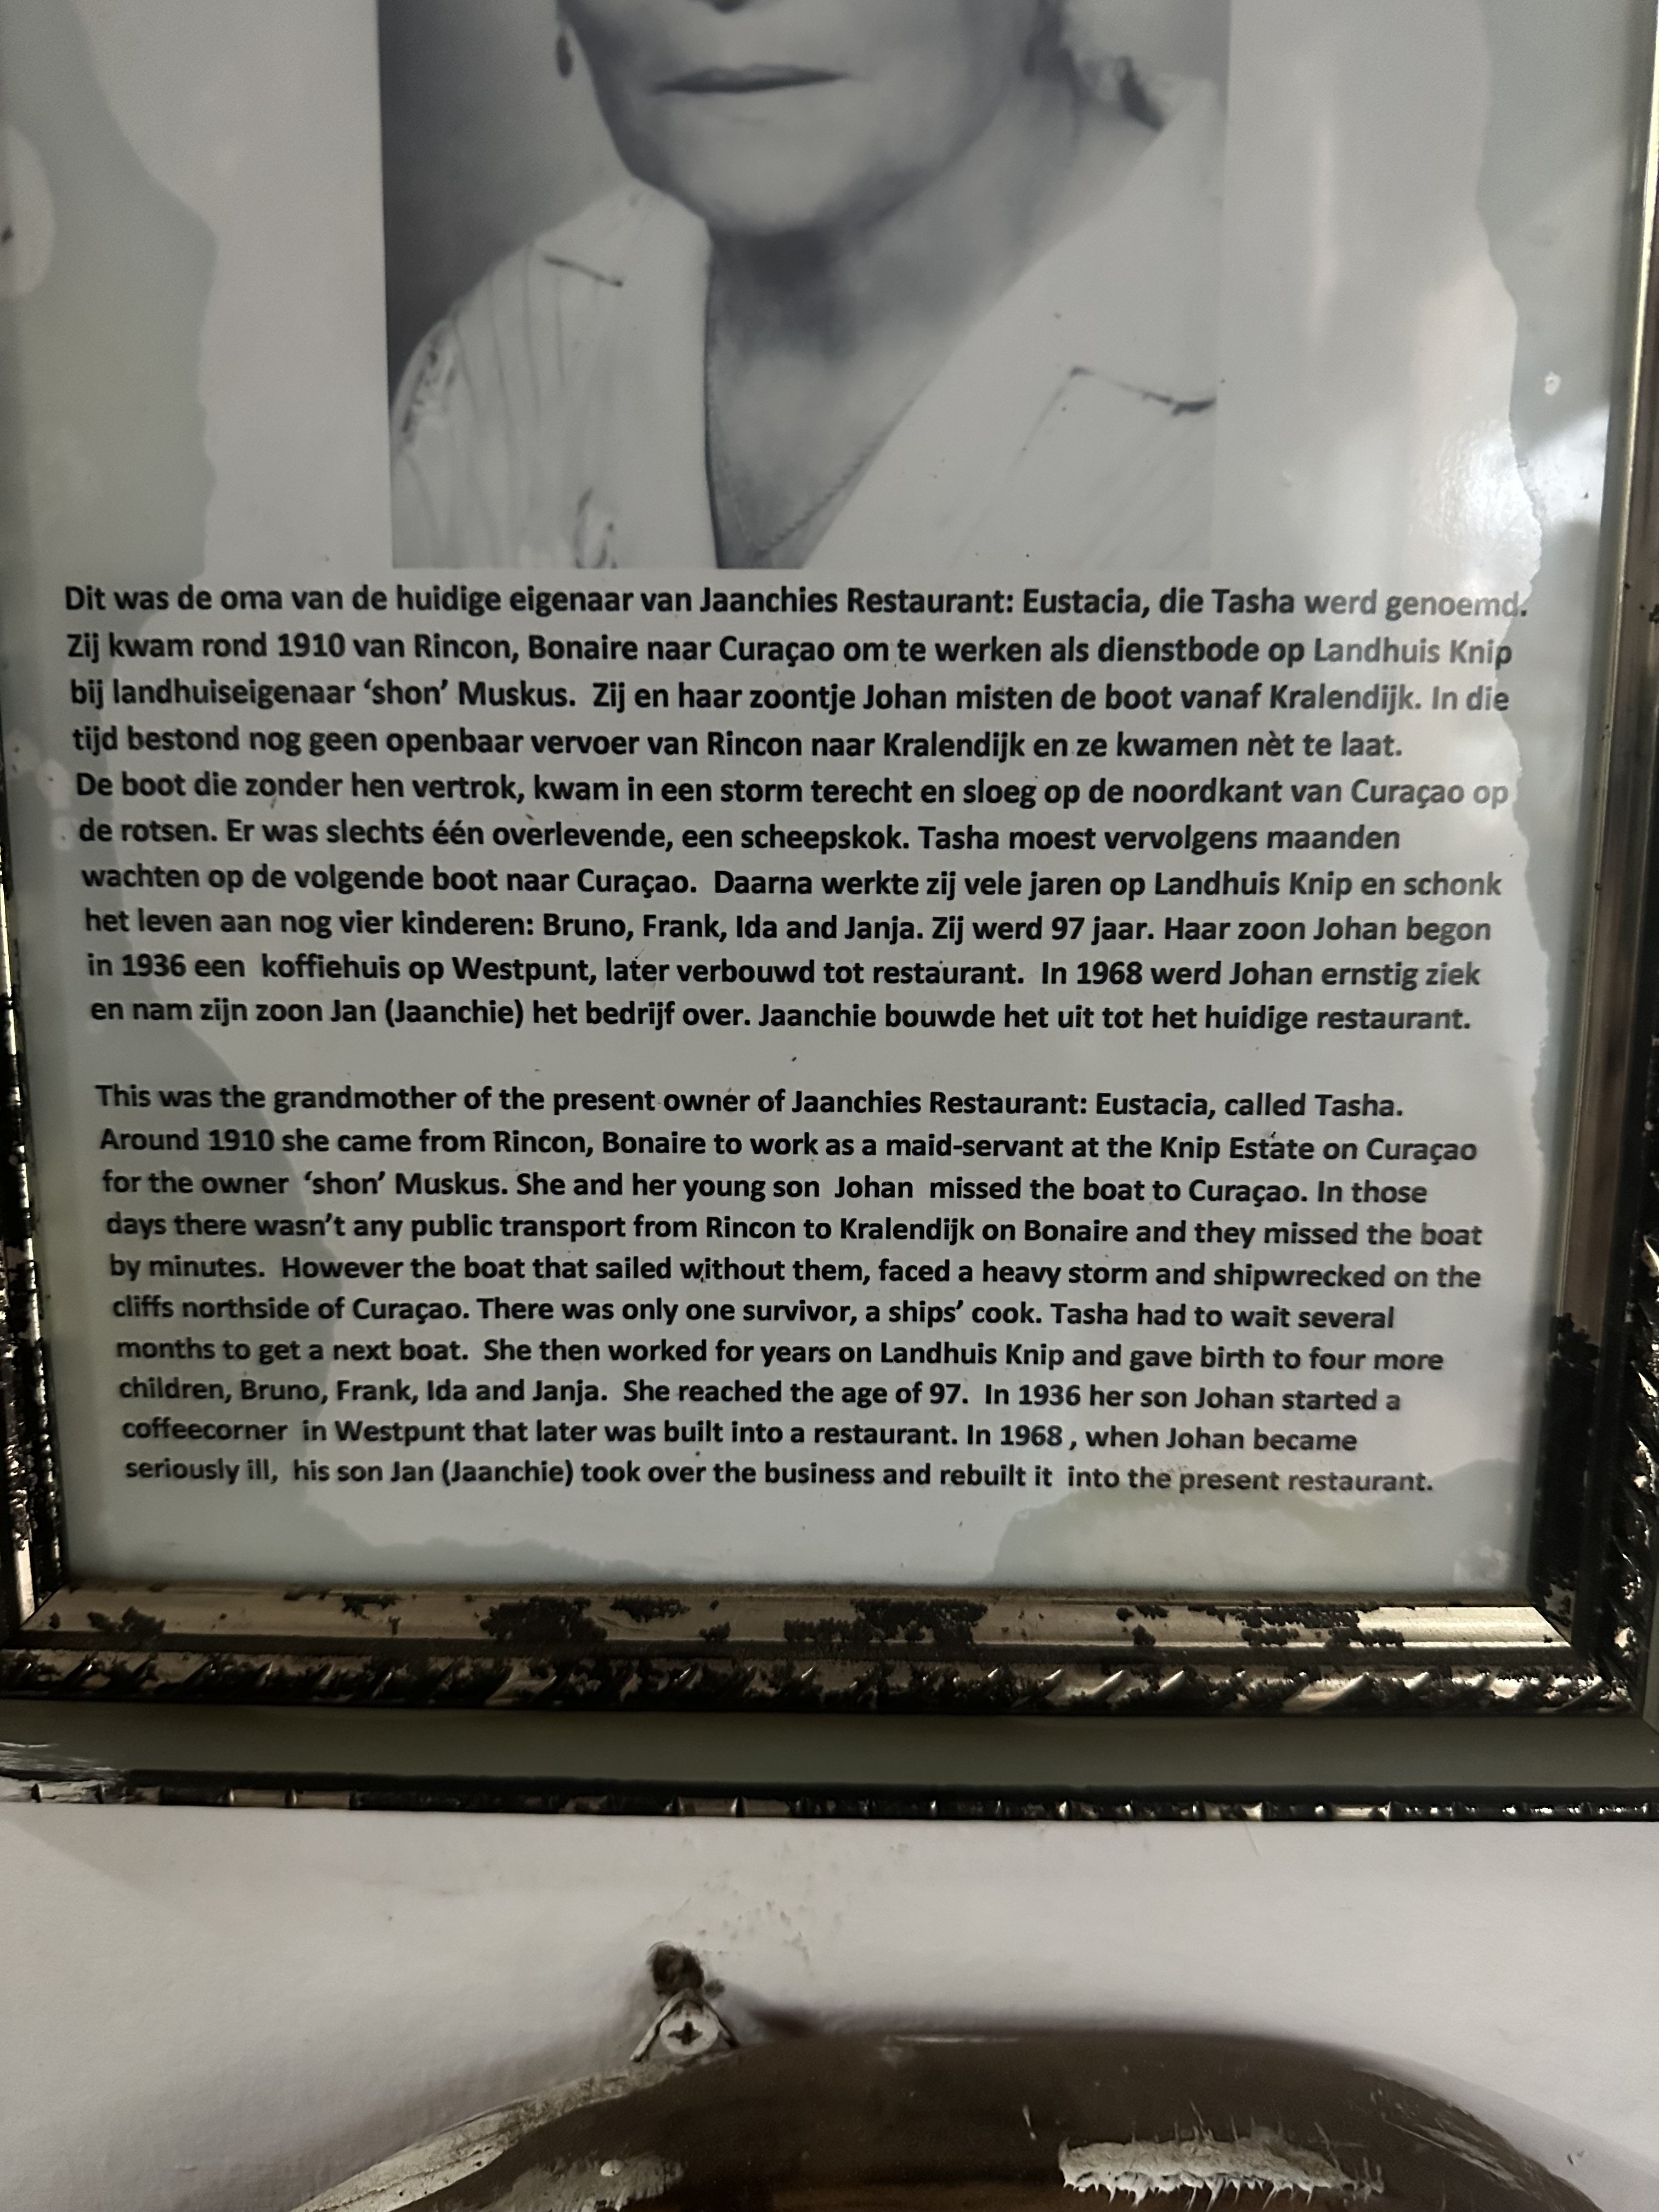 Dit was de oma van de huidige eigenaar van Jaanchies Restaurant: Eustacia, die Tasha werd genoemd.
Zij kwam rond 1910 van Rincon, Bonaire naar Curaçao om te werken als dienstbode op Landhuis Knip
bij landhuiseigenaar ‘shon’ Muskus.  Zij en haar zoontje Johan misten de boot vanaf Kralendijk. In die
tijd bestond nog geen openbaar vervoer van Rincon naar Kralendijk en ze kwamen nèt te laat.
De boot die zonder hen vertrok, kwam in een storm terecht en sloeg op de noordkant van Curaçao op
de rotsen. Er was slechts één overlevende, een scheepskok. Tasha moest vervolgens maanden
wachten op de volgende boot naar Curaçao.  Daarna werkte zij vele jaren op Landhuis Knip en schonk
het leven aan nog vier kinderen: Bruno, Frank, Ida and Janja. Zij werd 97 jaar. Haar zoon Johan begon
in 1936 een  koffiehuis op Westpunt, later verbouwd tot restaurant.  In 1968 werd Johan ernstig ziek
en nam zijn zoon Jan (Jaanchie) het bedrijf over. Jaanchie bouwde het uit tot het huidige restaurant.

This was the grandmother of the present owner of Jaanchies Restaurant: Eustacia, called Tasha.
Around 1910 she came from Rincon, Bonaire to work as a maid-servant at the Knip Estate on Curaçao
for the owner  ‘shon’ Muskus. She and her young son  Johan  missed the boat to Curaçao. In those
days there wasn’t any public transport from Rincon to Kralendijk on Bonaire and they missed the boat
by minutes.  However the boat that sailed without them, faced a heavy storm and shipwrecked on the
cliffs northside of Curaçao. There was only one survivor, a ships’ cook. Tasha had to wait several
months to get a next boat.  She then worked for years on Landhuis Knip and gave birth to four more
children, Bruno, Frank, Ida and Janja.  She reached the age of 97.  In 1936 her son Johan started a
coffeecorner  in Westpunt that later was built into a restaurant. In 1968 , when Johan became
seriously ill,  his son Jan (Jaanchie) took over the business and rebuilt it  into the present restaurant.